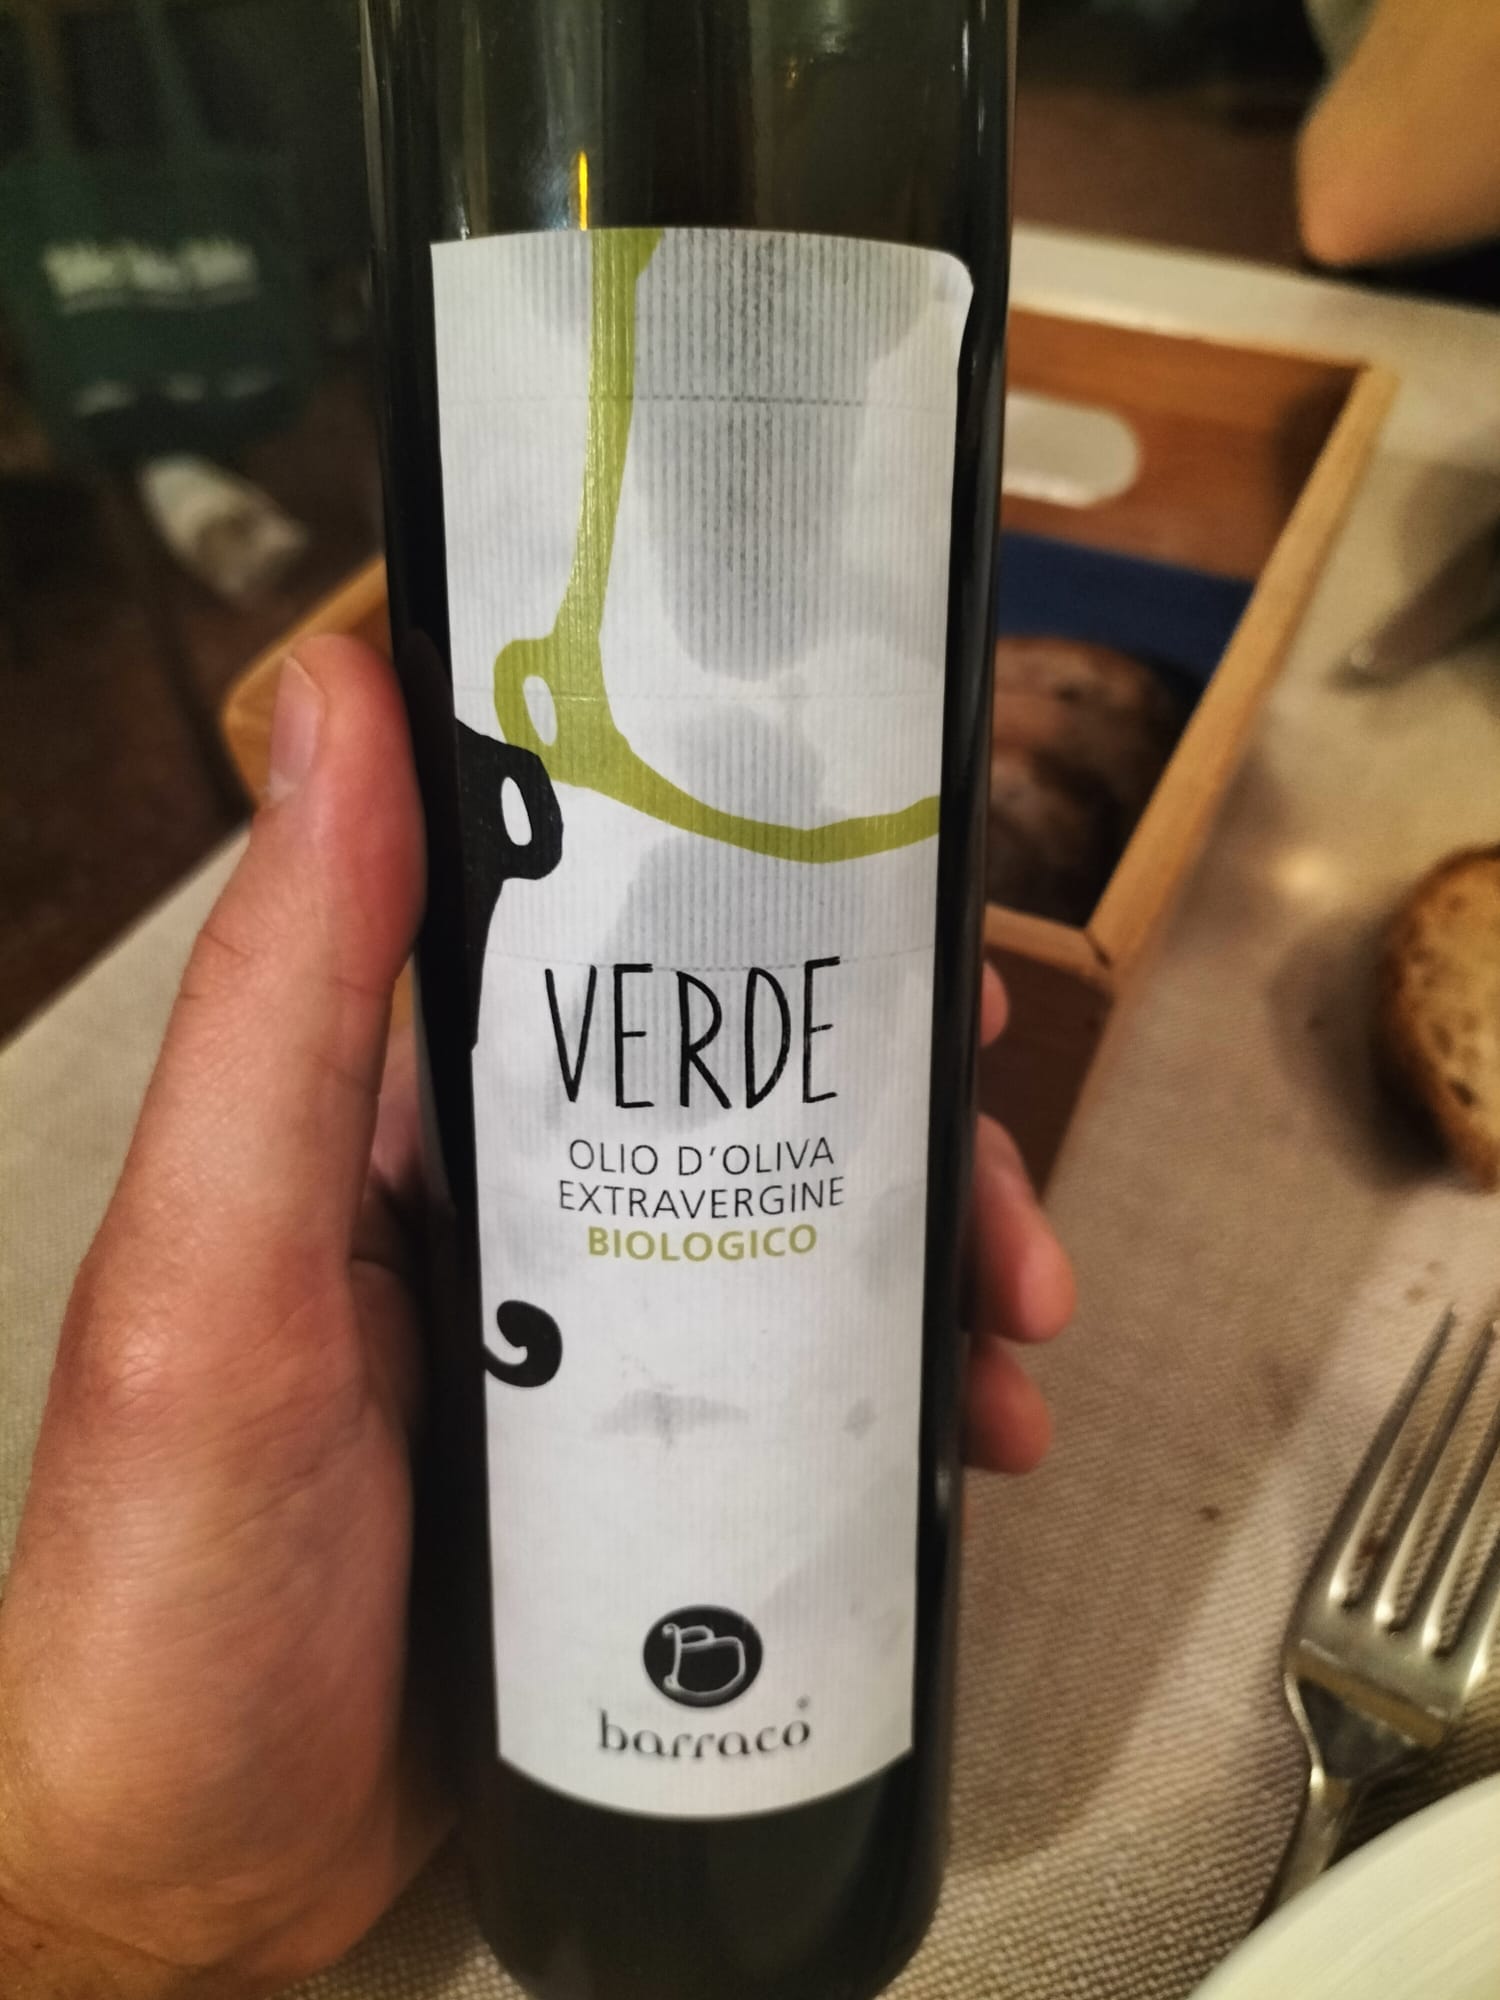 VERDE
OLIO D'OLIVA
EXTRAVERGINE
BIOLOGICO
barraco®